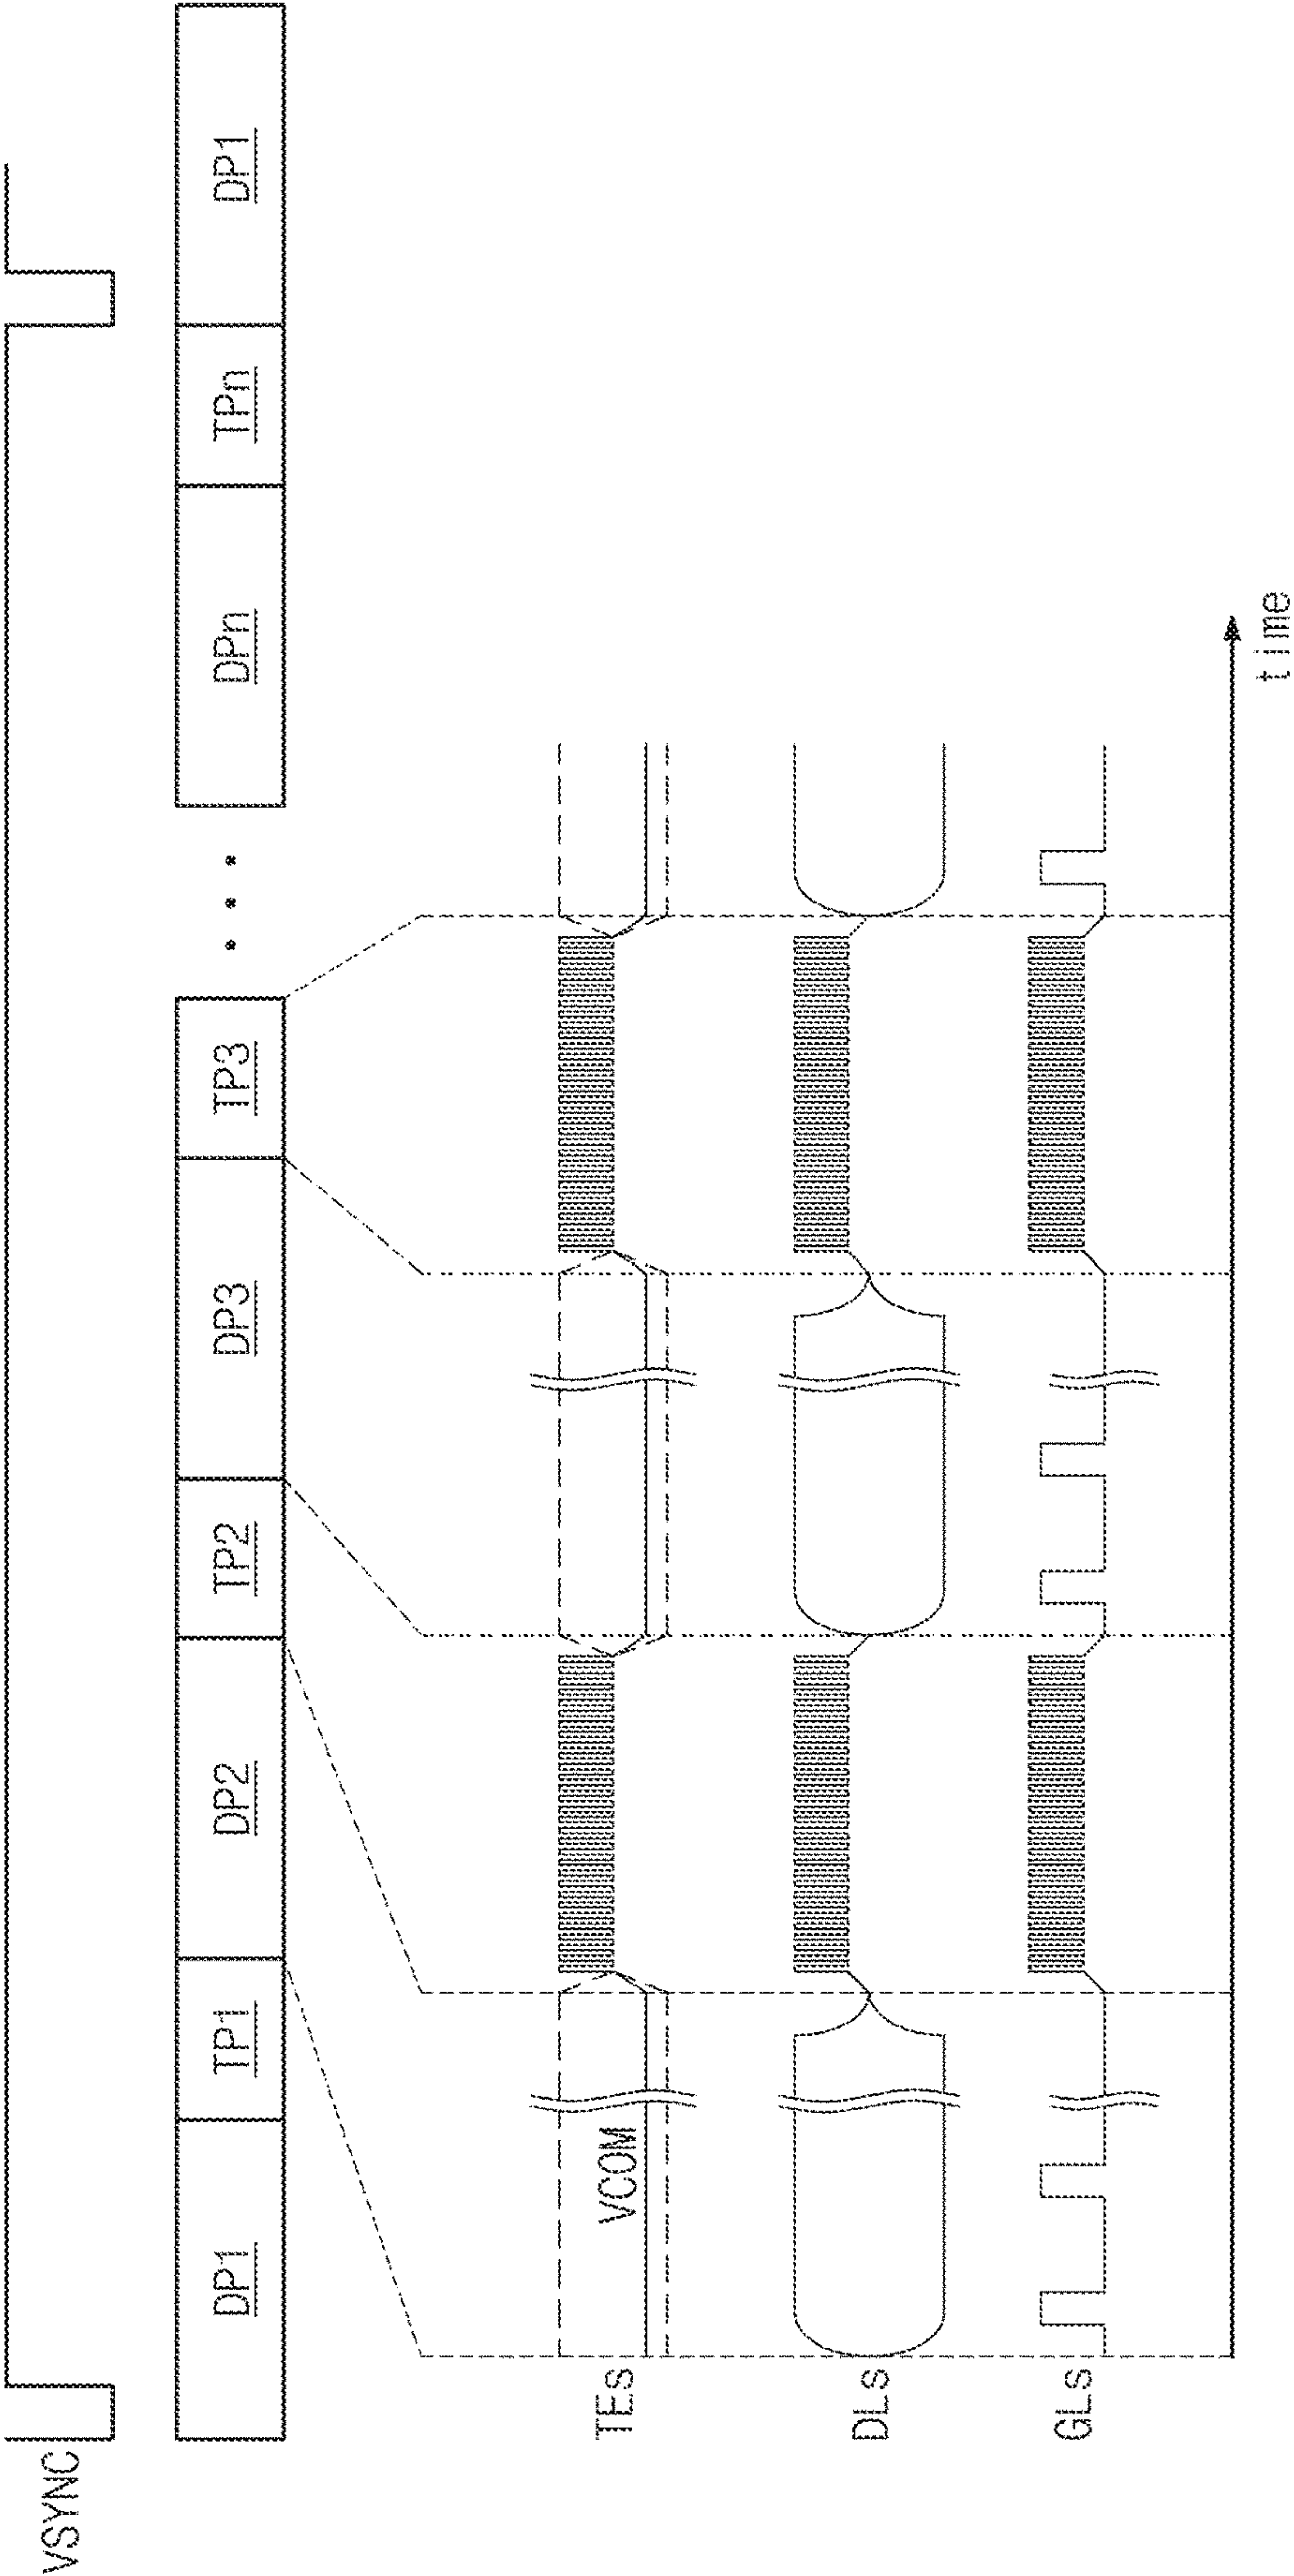 VSYNC
DP1
TP1
DP2
TP2
DP3
TP3
DPn
TPn
DP1
TEs
VCOM
DLs
GLs
time